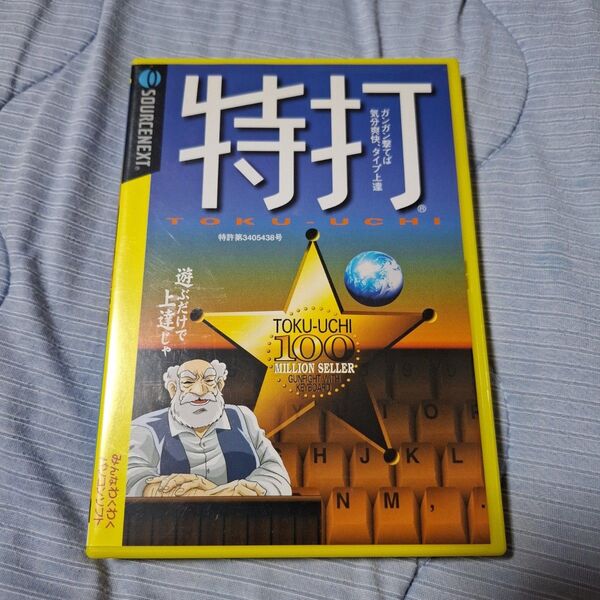 SOURCENEXT®
特打®
ガンガン撃てば
気分爽快、タイプ上達
TOKU-UCHI
特許第3405438号
遊ぶだけで
上達じゃ
TOKU-UCHI
100
MILLION SELLER
GUNFIGHT WITH
KEYBOARD!
I O P
H J K L
N M ,
みんなわくわく
パソコンソフト